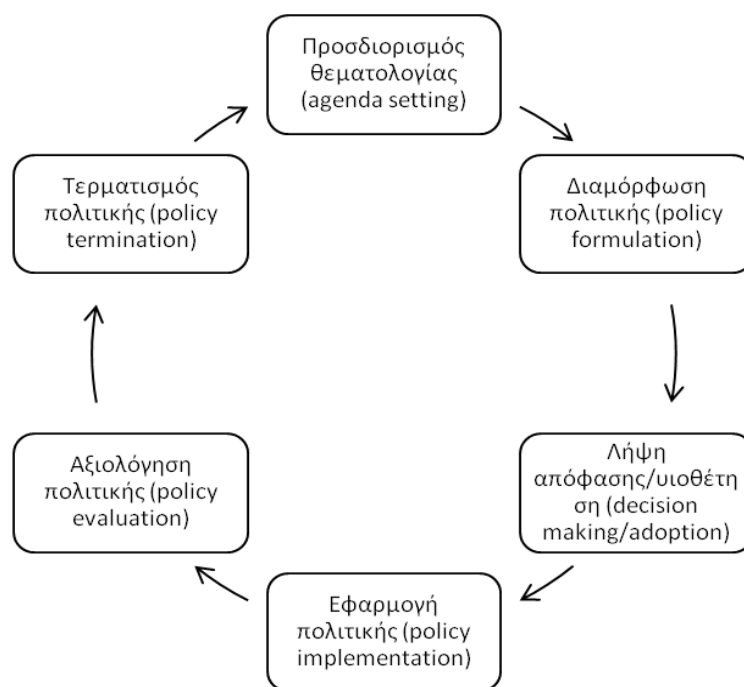 Προσδιορισμός
θεματολογίας
(agenda setting)
Διαμόρφωση
πολιτικής (policy
formulation)
Λήψη
απόφασης/υιοθέτη
ση (decision
making/adoption)
Εφαρμογή
πολιτικής (policy
implementation)
Αξιολόγηση
πολιτικής (policy
evaluation)
Τερματισμός
πολιτικής (policy
termination)